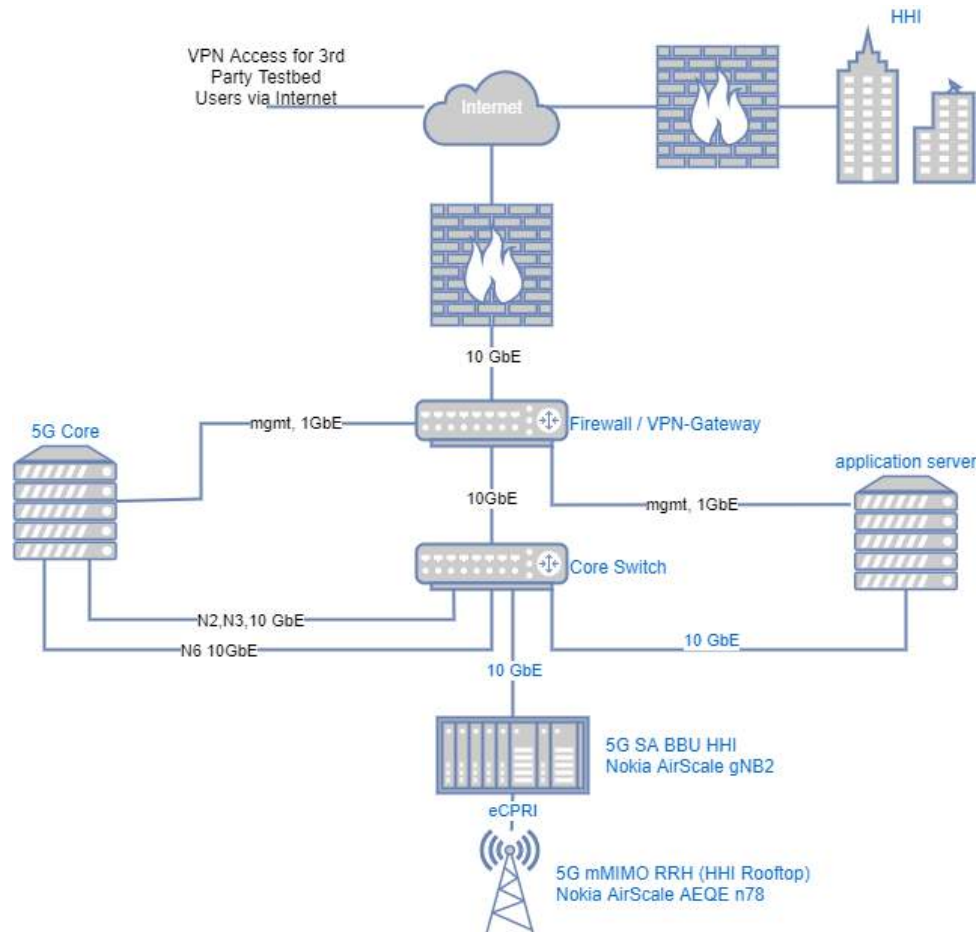 HHI
VPN Access for 3rd
Party Testbed
Users via Internet
Internet
10 GbE
5G Core
mgmt, 1GbE
Firewall / VPN-Gateway
application server
10GbE
mgmt, 1GbE
Core Switch
N2,N3,10 GbE
N6 10GbE
10 GbE
10 GbE
5G SA BBU HHI
Nokia AirScale gNB2
eCPRI
5G mMIMO RRH (HHI Rooftop)
Nokia AirScale AEQE n78